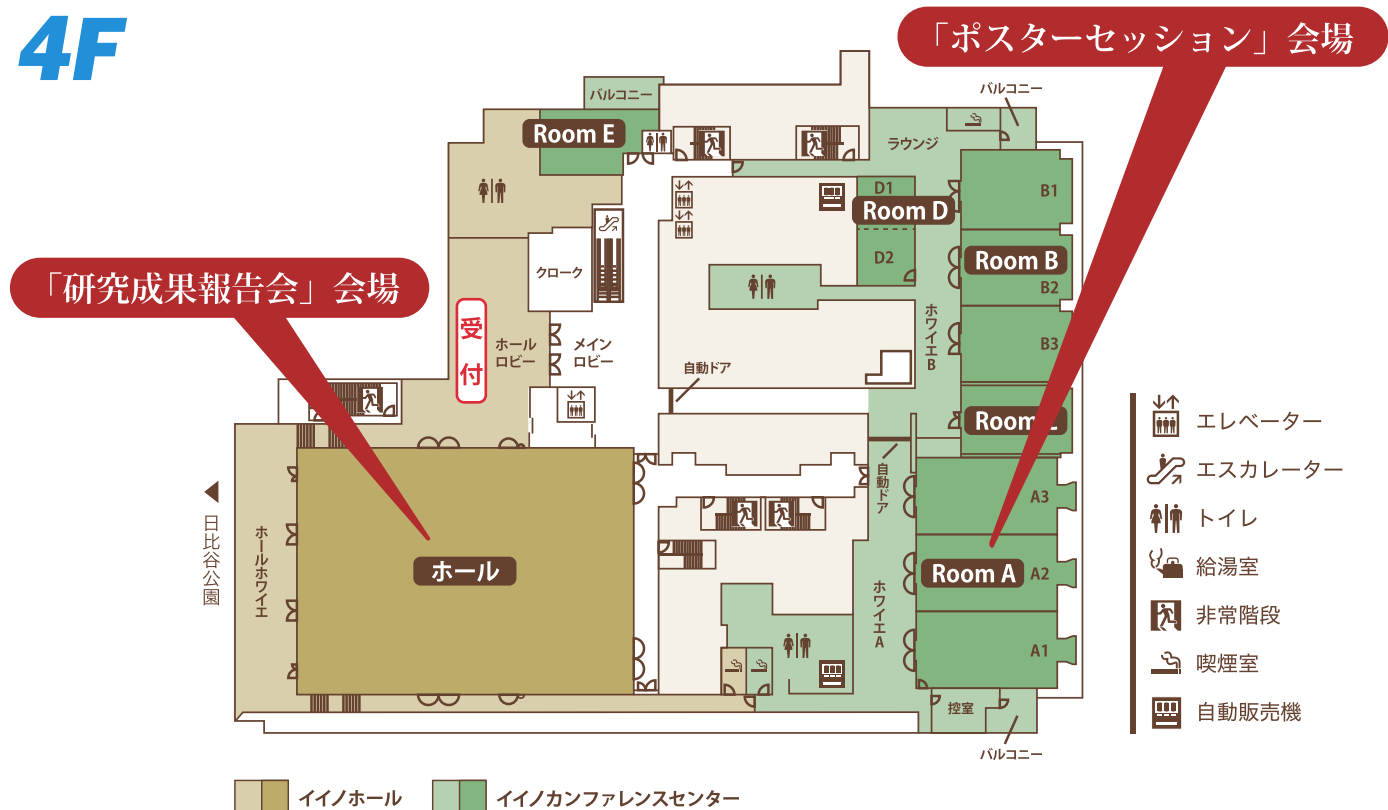 4F
「ポスターセッション」会場
バルコニー
バルコニー
Room E
ラウンジ
D1
Room D
B1
クローク
D2
Room B
B2
「研究成果報告会」会場
受付
ホール
ロビー
メイン
ロビー
ホワイエB
B3
自動ドア
Room
エレベーター
自動ドア
エスカレーター
A3
日比谷公園
ホールホワイエ
トイレ
ホール
Room A
A2
給湯室
ホワイエA
非常階段
A1
喫煙室
控室
自動販売機
バルコニー
イイノホール
イイノカンファレンスセンター